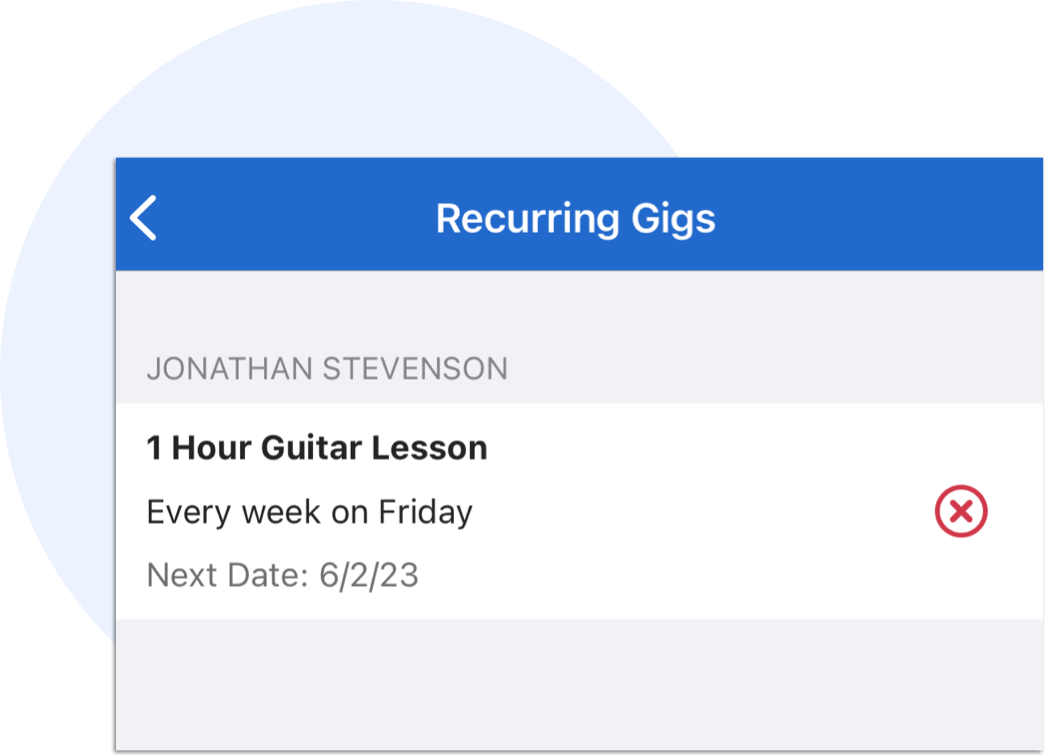 Recurring Gigs
JONATHAN STEVENSON
1 Hour Guitar Lesson
Every week on Friday
Next Date: 6/2/23